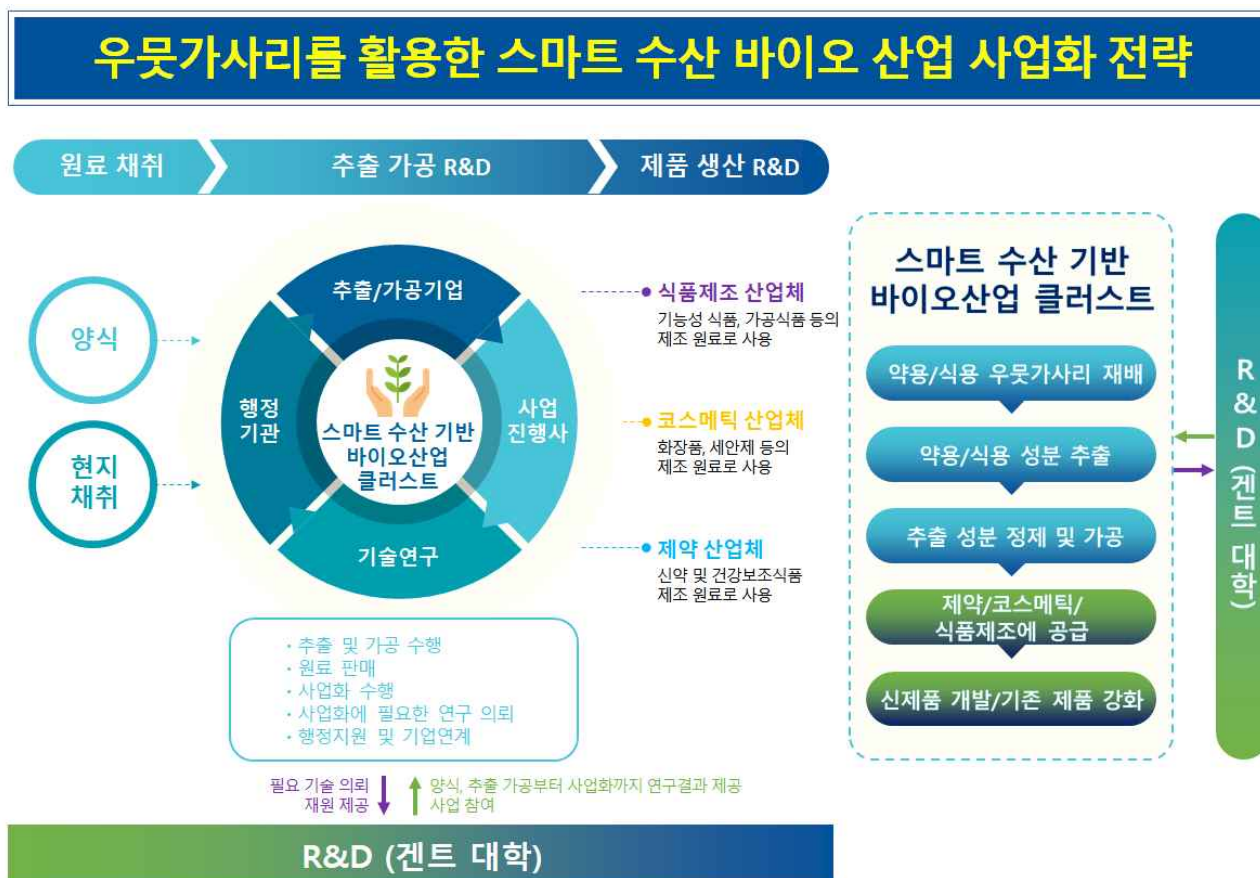 우뭇가사리를 활용한 스마트 수산 바이오 산업 사업화 전략
원료 채취
추출 가공 R&D
제품 생산 R&D
양식
현지
채취
추출/가공기업
행정
기관
사업
진행사
기술연구
스마트 수산 기반
바이오산업
클러스트
식품제조 산업체
기능성 식품, 가공식품 등의
제조 원료로 사용
코스메틱 산업체
화장품, 세안제 등의
제조 원료로 사용
제약 산업체
신약 및 건강보조식품
제조 원료로 사용
· 추출 및 가공 수행
· 원료 판매
· 사업화 수행
· 사업화에 필요한 연구 의뢰
· 행정지원 및 기업연계
필요 기술 의뢰
재원 제공
양식, 추출 가공부터 사업화까지 연구결과 제공
사업 참여
R&D (겐트 대학)
스마트 수산 기반
바이오산업 클러스트
약용/식용 우뭇가사리 재배
약용/식용 성분 추출
추출 성분 정제 및 가공
제약/코스메틱/
식품제조에 공급
신제품 개발/기존 제품 강화
R&D (겐트 대학)